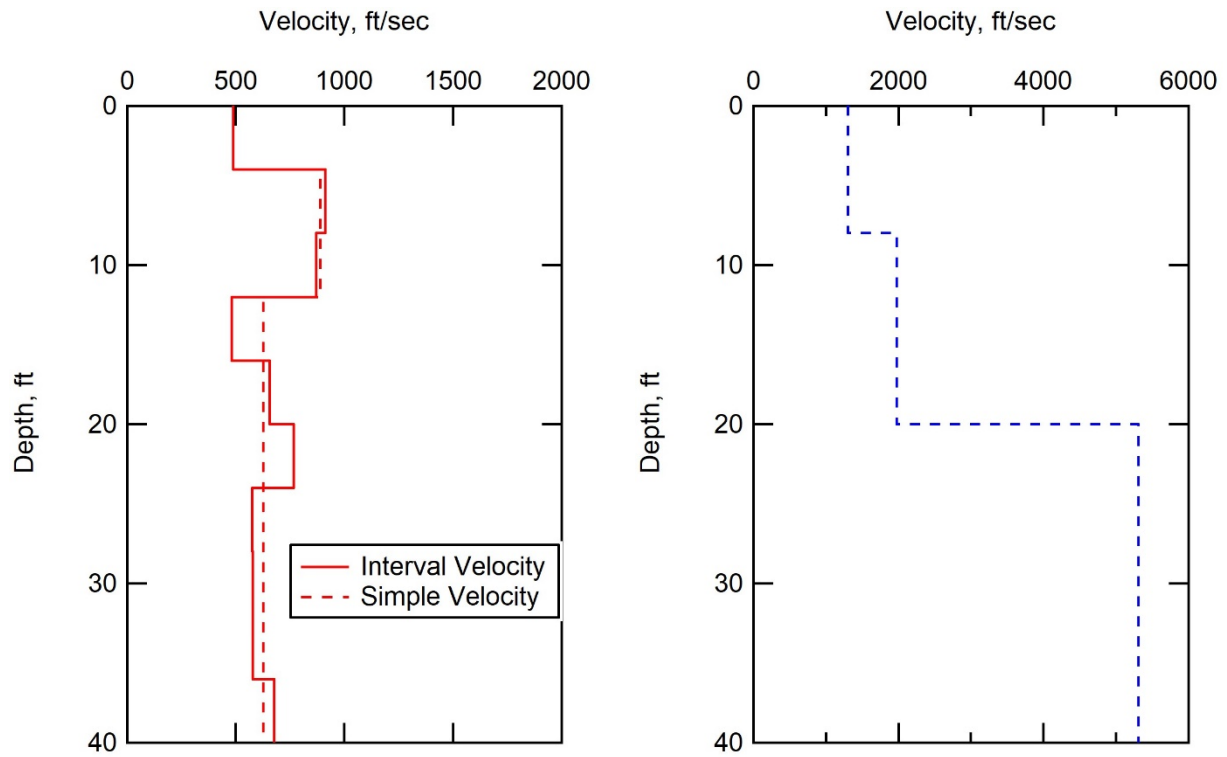 Velocity, ft/sec
0 500 1000 1500 2000
0
10
20
30
40
Depth, ft
Interval Velocity
Simple Velocity
Velocity, ft/sec
0 2000 4000 6000
0
10
20
30
40
Depth, ft